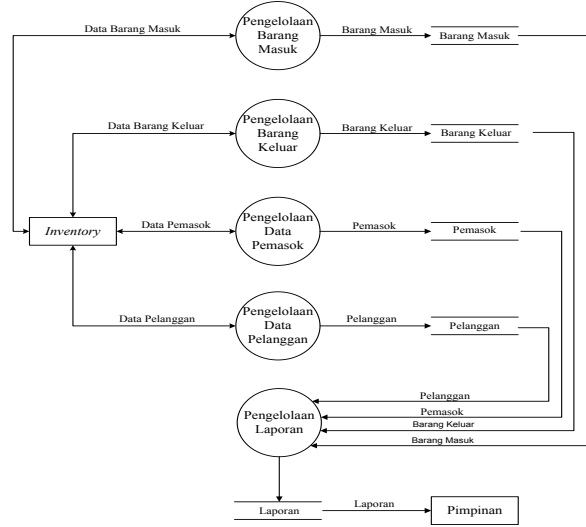 Data Barang Masuk
Pengelolaan
Barang
Masuk
Barang Masuk
Barang Masuk
Data Barang Keluar
Pengelolaan
Barang
Keluar
Barang Keluar
Barang Keluar
Inventory
Data Pemasok
Pengelolaan
Data
Pemasok
Pemasok
Pemasok
Data Pelanggan
Pengelolaan
Data
Pelanggan
Pelanggan
Pelanggan
Pengelolaan
Laporan
Pelanggan
Pemasok
Barang Keluar
Barang Masuk
Laporan
Laporan
Pimpinan